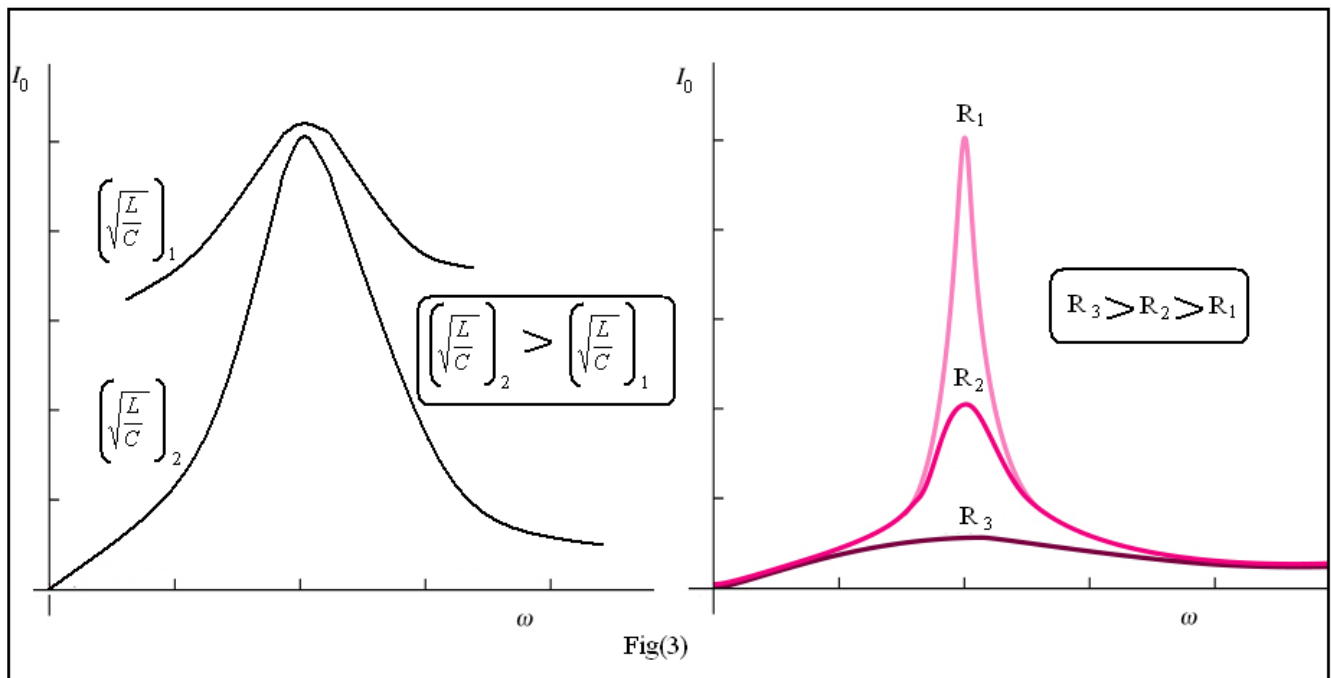 I₀
(√(L/C))₁
(√(L/C))₂
(√(L/C))₂ > (√(L/C))₁
ω
I₀
R₁
R₂
R₃
R₃ > R₂ > R₁
ω
Fig(3)